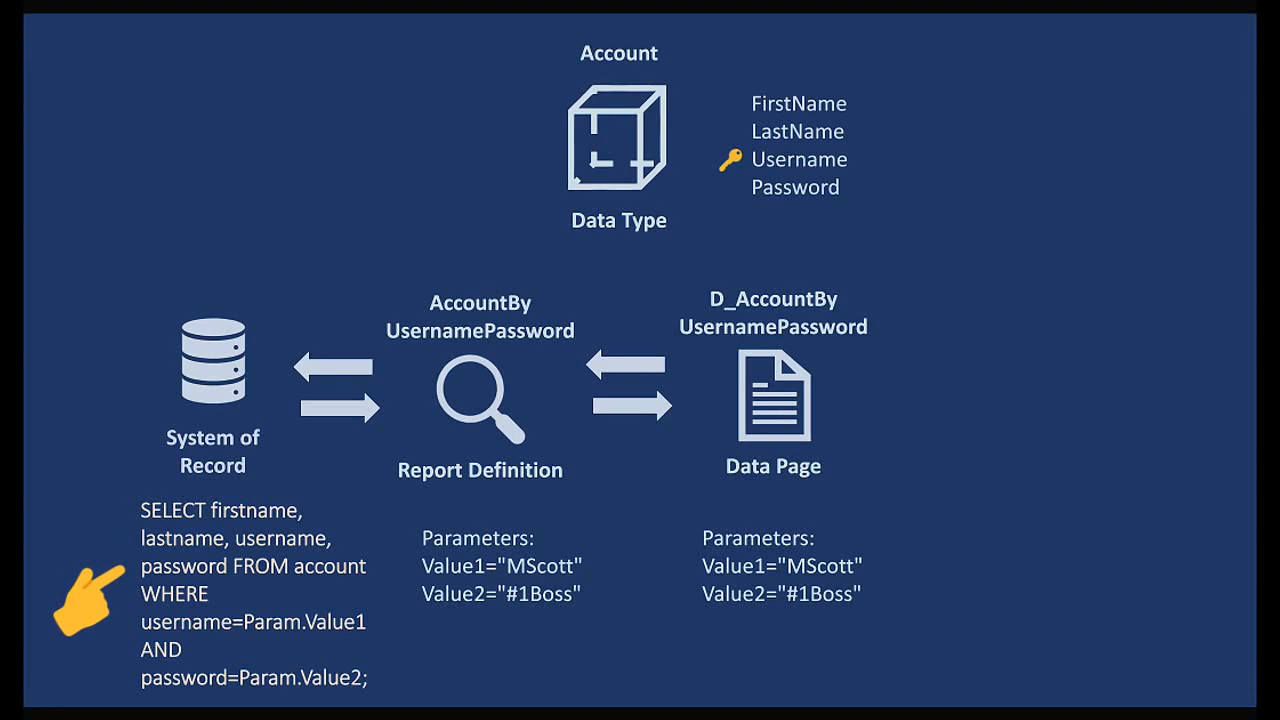 Account
FirstName
LastName
Username
Password
Data Type
AccountBy
UsernamePassword
D_AccountBy
UsernamePassword
System of
Record
Report Definition
Data Page
SELECT firstname,
lastname, username,
password FROM account
WHERE
username=Param.Value1
AND
password=Param.Value2;
Parameters:
Value1="MScott"
Value2="#1Boss"
Parameters:
Value1="MScott"
Value2="#1Boss"